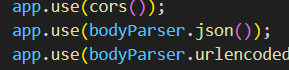 app.use(cors());
app.use(bodyParser.json());
app.use(bodyParser.urlencoded